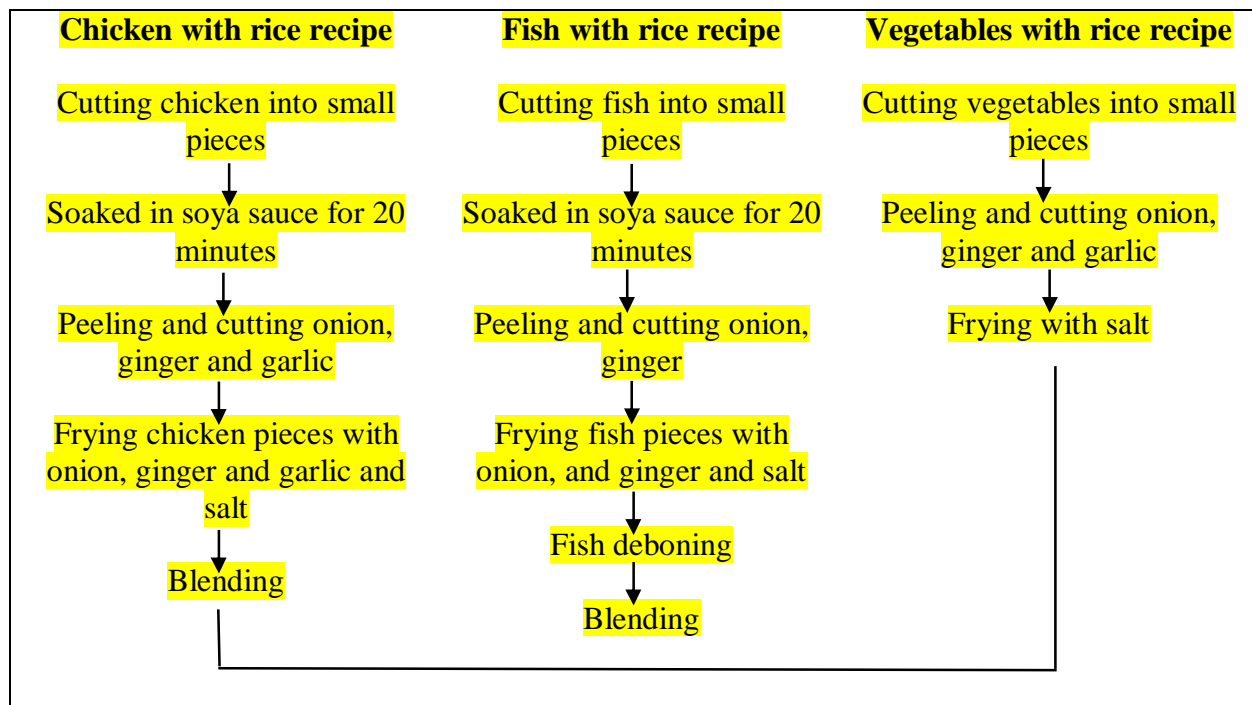 Chicken with rice recipe
Cutting chicken into small
pieces
Soaked in soya sauce for 20
minutes
Peeling and cutting onion,
ginger and garlic
Frying chicken pieces with
onion, ginger and garlic and
salt
Blending
Fish with rice recipe
Cutting fish into small
pieces
Soaked in soya sauce for 20
minutes
Peeling and cutting onion,
ginger
Frying fish pieces with
onion, and ginger and salt
Fish deboning
Blending
Vegetables with rice recipe
Cutting vegetables into small
pieces
Peeling and cutting onion,
ginger and garlic
Frying with salt